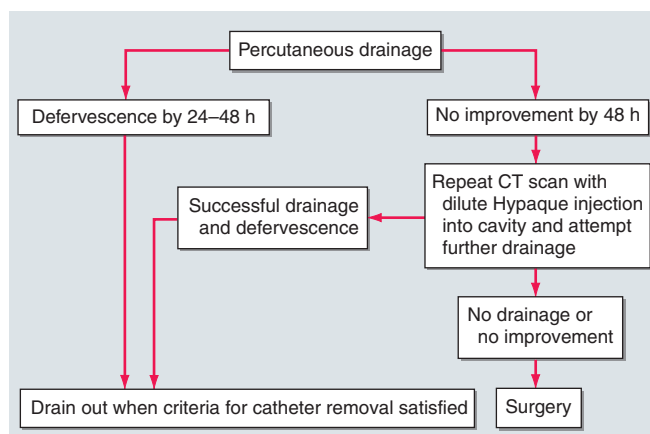 Percutaneous drainage
Defervescence by 24–48 h
No improvement by 48 h
Repeat CT scan with
dilute Hypaque injection
into cavity and attempt
further drainage
Successful drainage
and defervescence
No drainage or
no improvement
Drain out when criteria for catheter removal satisfied
Surgery